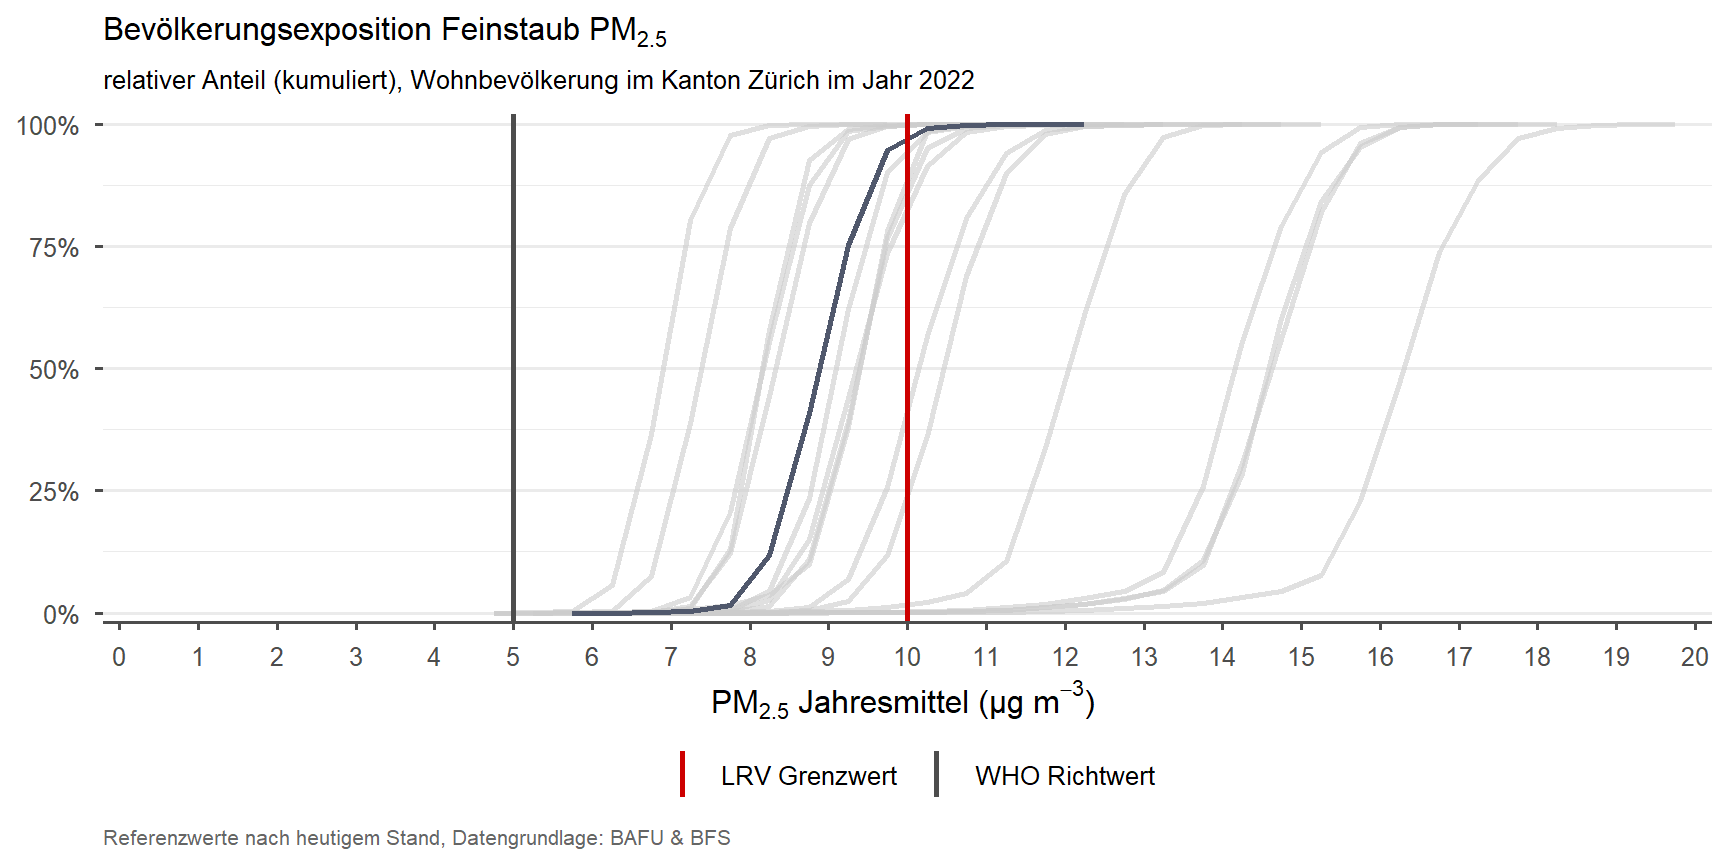 Bevölkerungsexposition Feinstaub PM2.5
relativer Anteil (kumuliert), Wohnbevölkerung im Kanton Zürich im Jahr 2022
100%
75%
50%
25%
0%
0 1 2 3 4 5 6 7 8 9 10 11 12 13 14 15 16 17 18 19 20
PM2.5 Jahresmittel (µg m−3)
LRV Grenzwert WHO Richtwert
Referenzwerte nach heutigem Stand, Datengrundlage: BAFU & BFS